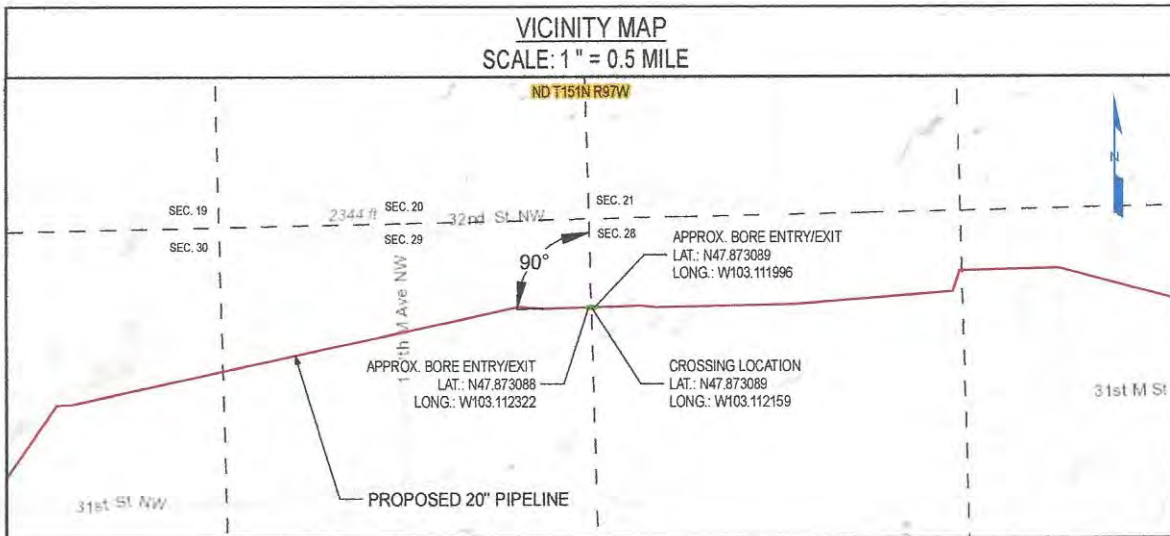 VICINITY MAP
SCALE: 1 " = 0.5 MILE
ND T151N R97W
N
SEC. 19
2344 ft
SEC. 20
32nd St NW
SEC. 21
SEC. 30
SEC. 29
SEC. 28
90°
APPROX. BORE ENTRY/EXIT
LAT.: N47.873089
LONG.: W103.111996
M Ave NW
APPROX. BORE ENTRY/EXIT
LAT.: N47.873088
LONG.: W103.112322
CROSSING LOCATION
LAT.: N47.873089
LONG.: W103.112159
31st M St
31st St NW
PROPOSED 20" PIPELINE